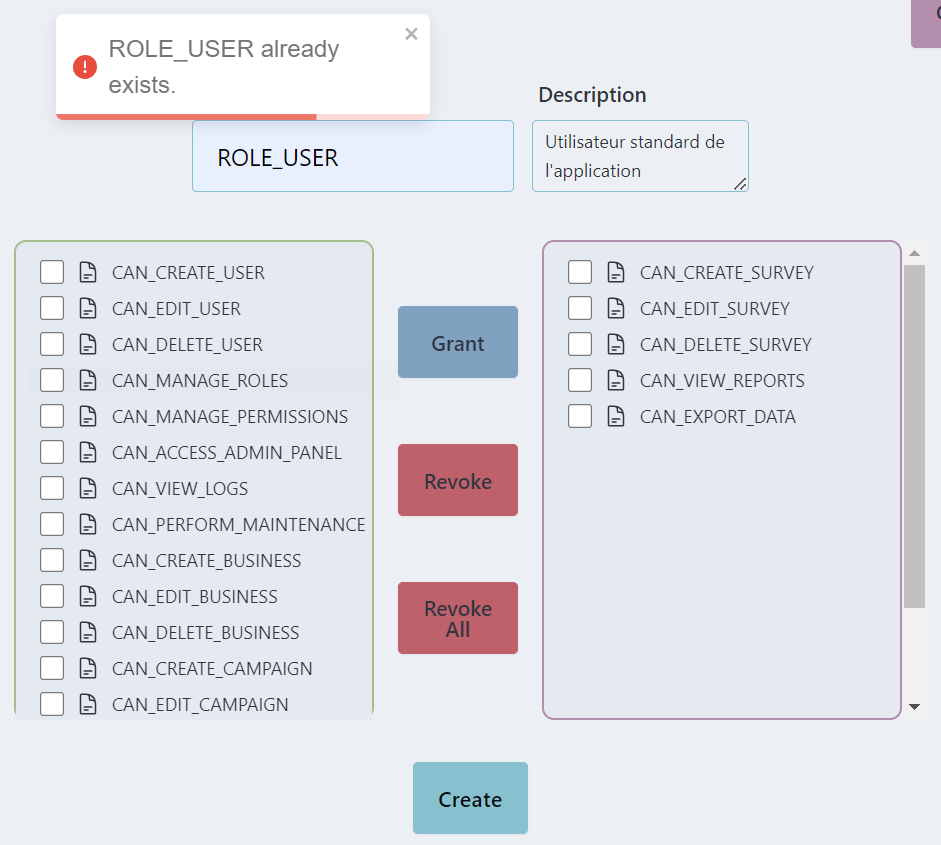 ROLE_USER already
exists.
Description
ROLE_USER
Utilisateur standard de
l'application
CAN_CREATE_USER
CAN_EDIT_USER
CAN_DELETE_USER
CAN_MANAGE_ROLES
CAN_MANAGE_PERMISSIONS
CAN_ACCESS_ADMIN_PANEL
CAN_VIEW_LOGS
CAN_PERFORM_MAINTENANCE
CAN_CREATE_BUSINESS
CAN_EDIT_BUSINESS
CAN_DELETE_BUSINESS
CAN_CREATE_CAMPAIGN
CAN_EDIT_CAMPAIGN
Grant
Revoke
Revoke
All
CAN_CREATE_SURVEY
CAN_EDIT_SURVEY
CAN_DELETE_SURVEY
CAN_VIEW_REPORTS
CAN_EXPORT_DATA
Create